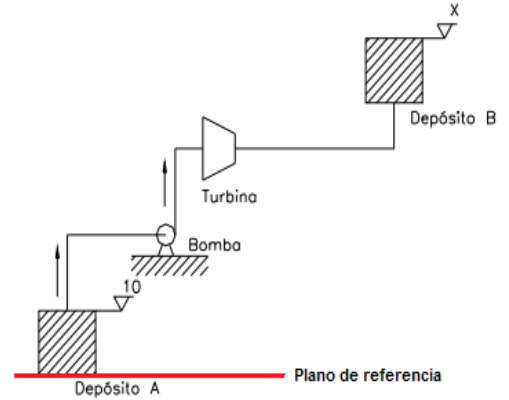 X
Depósito B
Turbina
Bomba
10
Plano de referencia
Depósito A